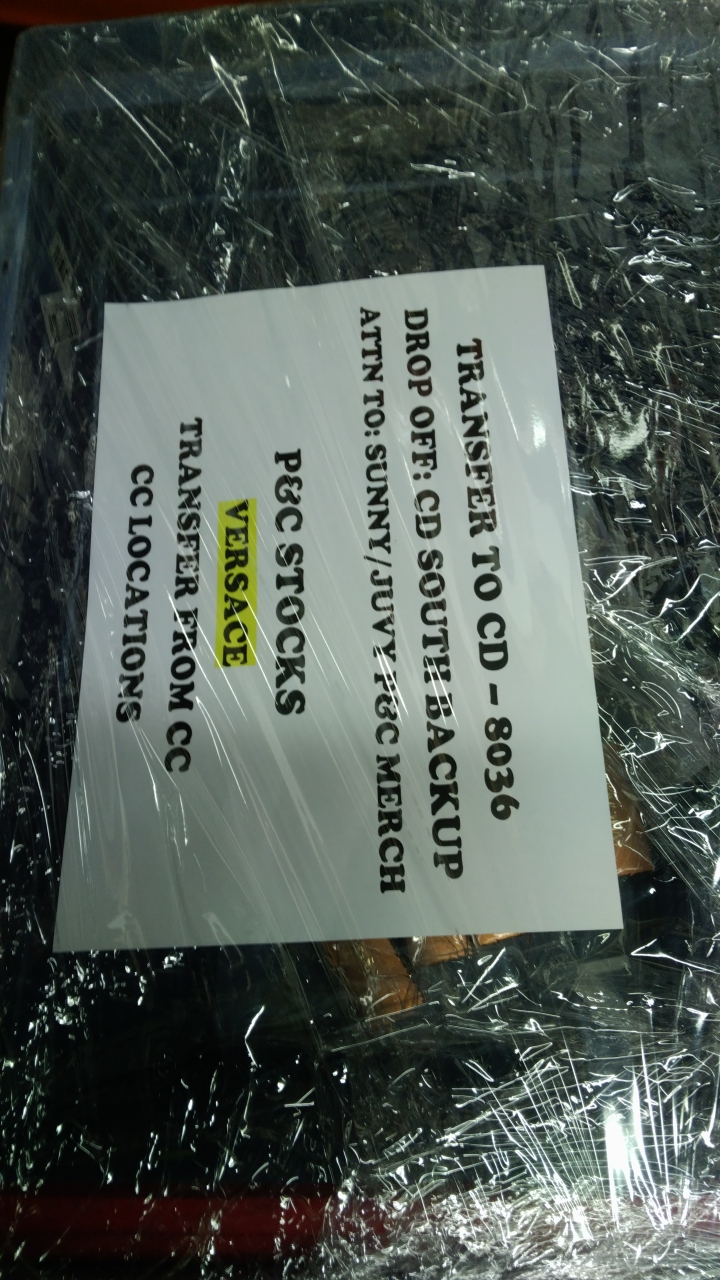 TRANSFER TO CD – 8036
DROP OFF: CD SOUTH BACKUP
ATTN TO: SUNNY/JUVY P&C MERCH
P&C STOCKS
VERSACE
TRANSFER FROM CC
CC LOCATIONS